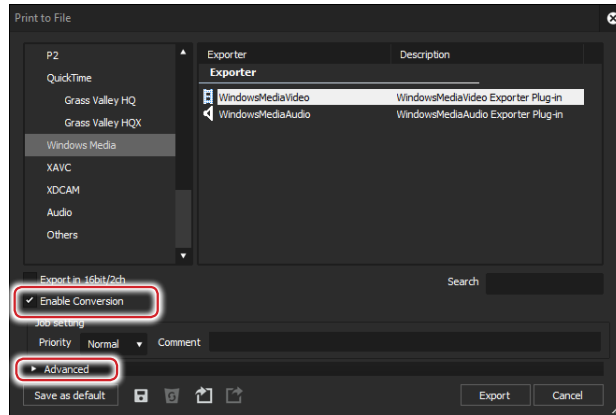 Print to File
P2
QuickTime
Grass Valley HQ
Grass Valley HQX
Windows Media
XAVC
XDCAM
Audio
Others
Exporter Description
Exporter
WindowsMediaVideo WindowsMediaVideo Exporter Plug-in
WindowsMediaAudio WindowsMediaAudio Exporter Plug-in
Export in 16bit/2ch
Search
Enable Conversion
Job setting
Priority Normal Comment
Advanced
Save as default Export Cancel